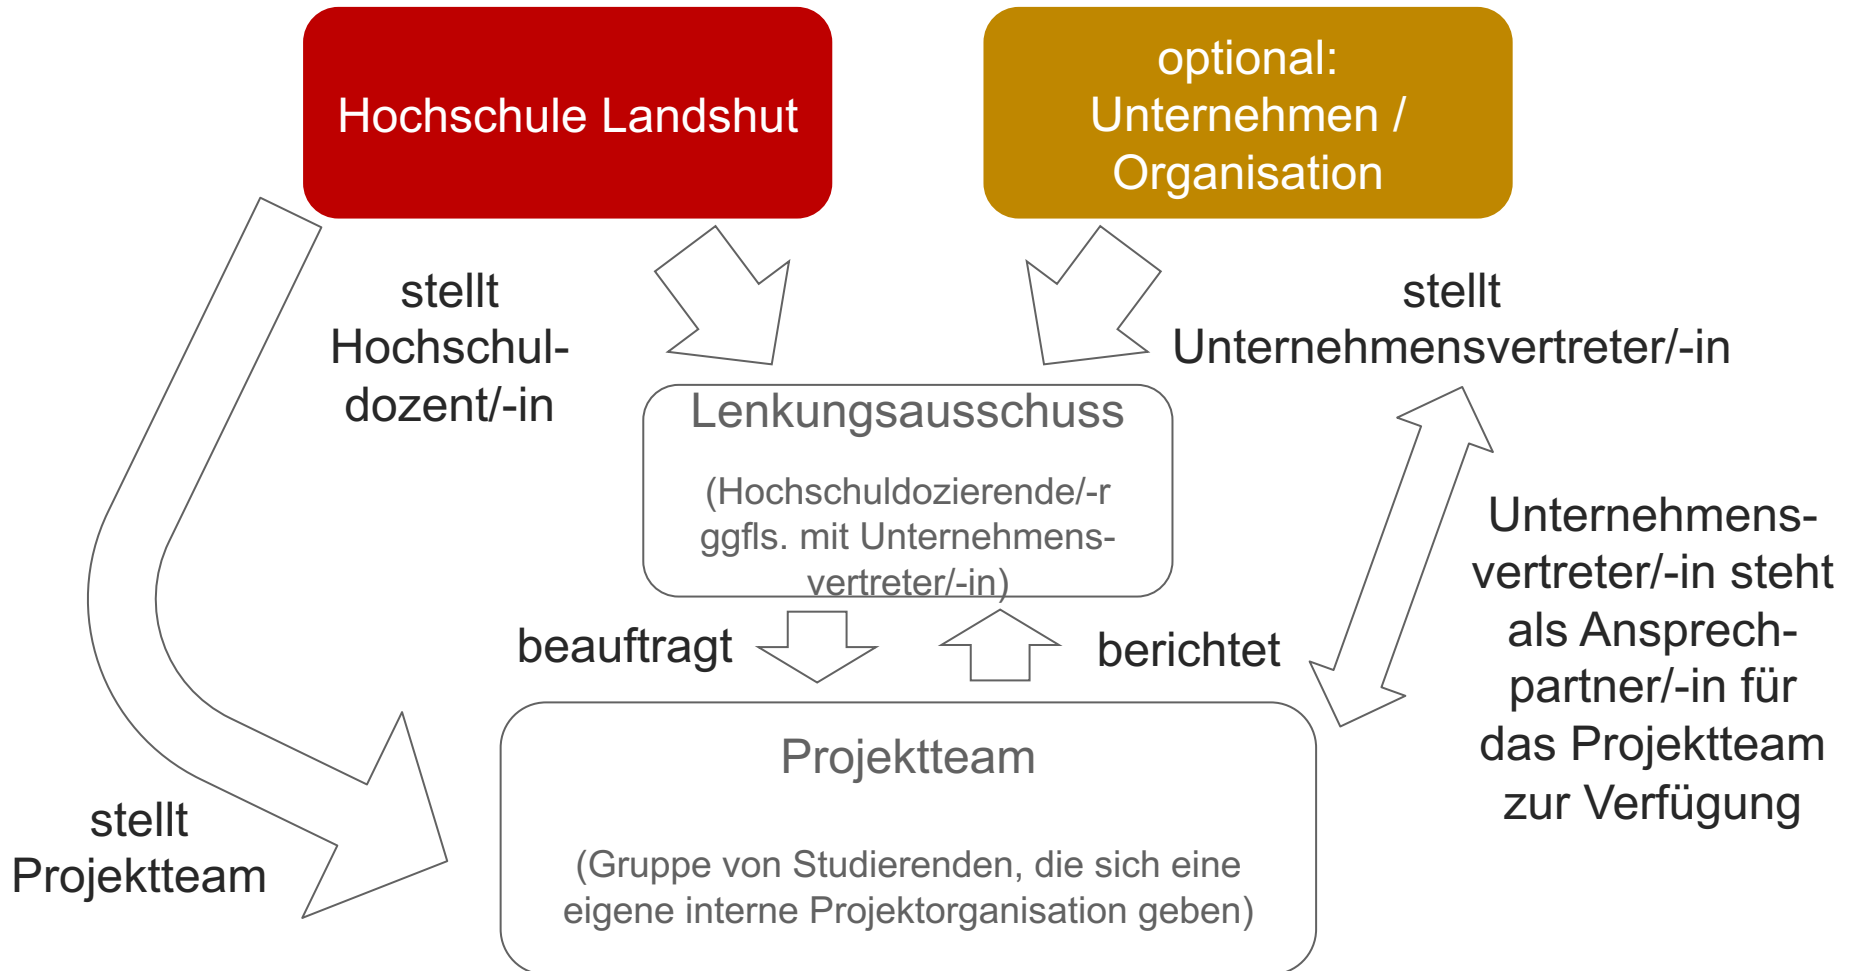 Hochschule Landshut
optional:
Unternehmen /
Organisation
stellt
Hochschul-
dozent/-in
stellt
Unternehmensvertreter/-in
Lenkungsausschuss
(Hochschuldozierende/-r
ggfls. mit Unternehmens-
vertreter/-in)
beauftragt
berichtet
Unternehmens-
vertreter/-in steht
als Ansprech-
partner/-in für
das Projektteam
zur Verfügung
stellt
Projektteam
Projektteam
(Gruppe von Studierenden, die sich eine
eigene interne Projektorganisation geben)